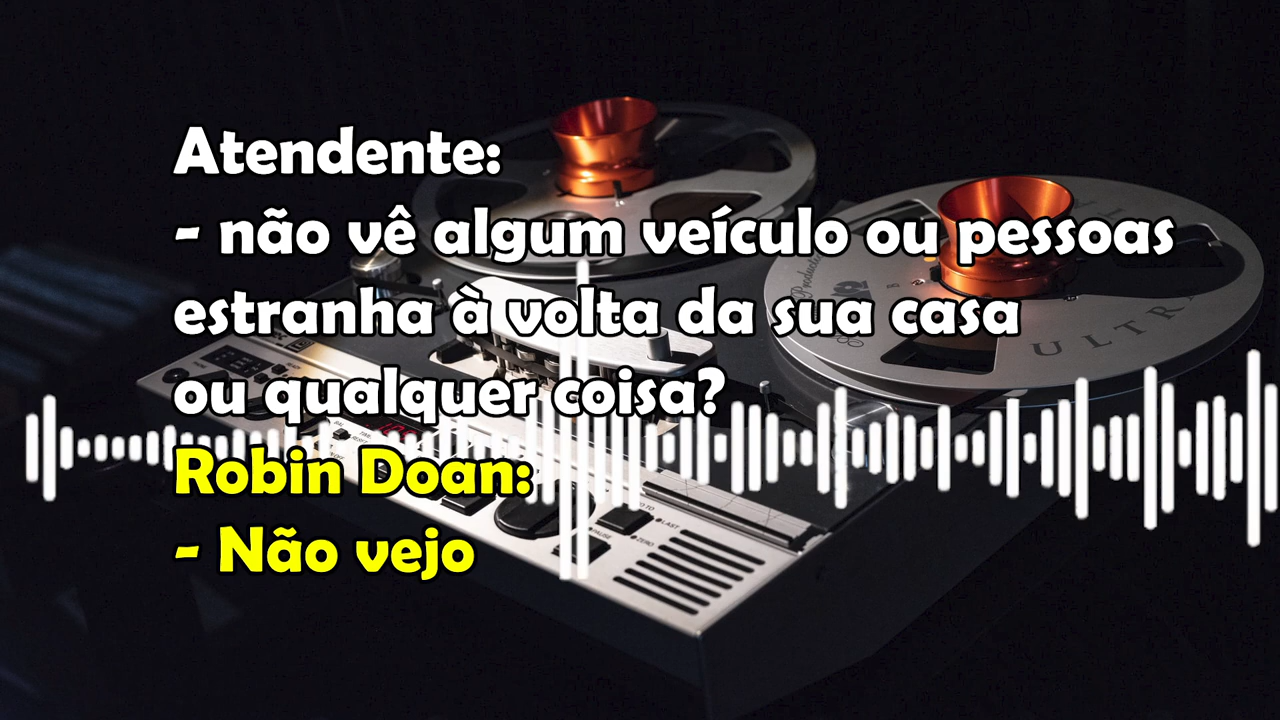 Atendente:
- não vê algum veículo ou pessoas
estranha à volta da sua casa
ou qualquer coisa?
Robin Doan:
- Não vejo
ULTR